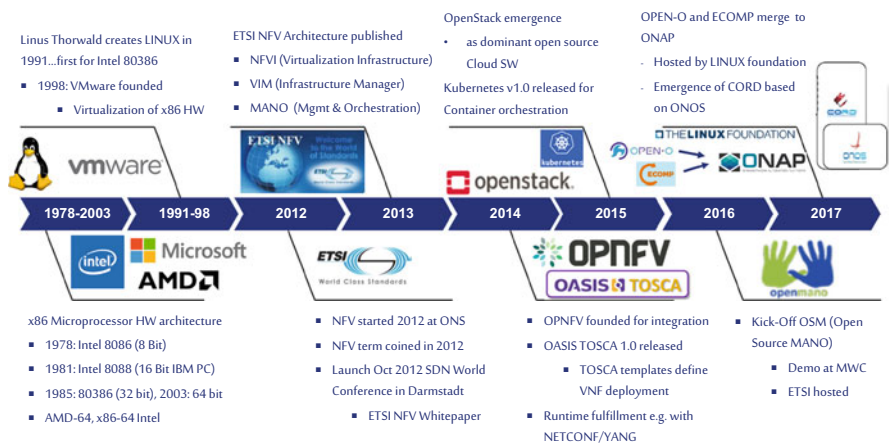 Linus Thorwald creates LINUX in
1991...first for Intel 80386
▪ 1998: VMware founded
▪ Virtualization of x86 HW
ETSI NFV Architecture published
▪ NFVI (Virtualization Infrastructure)
▪ VIM (Infrastructure Manager)
▪ MANO (Mgmt & Orchestration)
OpenStack emergence
• as dominant open source
Cloud SW
Kubernetes v1.0 released for
Container orchestration
OPEN-O and ECOMP merge to
ONAP
- Hosted by LINUX foundation
- Emergence of CORD based
on ONOS
vmware
ETSI NFV
Welcome
to the World
of Standards
ETSI
kubernetes
openstack.
THE LINUX FOUNDATION
OPEN-O
ECOMP
ONAP
CORD
onos
1978-2003
1991-98
2012
2013
2014
2015
2016
2017
intel
Microsoft
AMD
ETSI
World Class Standards
OPNFV
OASIS TOSCA
openmano
x86 Microprocessor HW architecture
▪ 1978: Intel 8086 (8 Bit)
▪ 1981: Intel 8088 (16 Bit IBM PC)
▪ 1985: 80386 (32 bit), 2003: 64 bit
▪ AMD-64, x86-64 Intel
▪ NFV started 2012 at ONS
▪ NFV term coined in 2012
▪ Launch Oct 2012 SDN World
Conference in Darmstadt
▪ ETSI NFV Whitepaper
▪ OPNFV founded for integration
▪ OASIS TOSCA 1.0 released
▪ TOSCA templates define
VNF deployment
▪ Runtime fulfillment e.g. with
NETCONF/YANG
▪ Kick-Off OSM (Open
Source MANO)
▪ Demo at MWC
▪ ETSI hosted